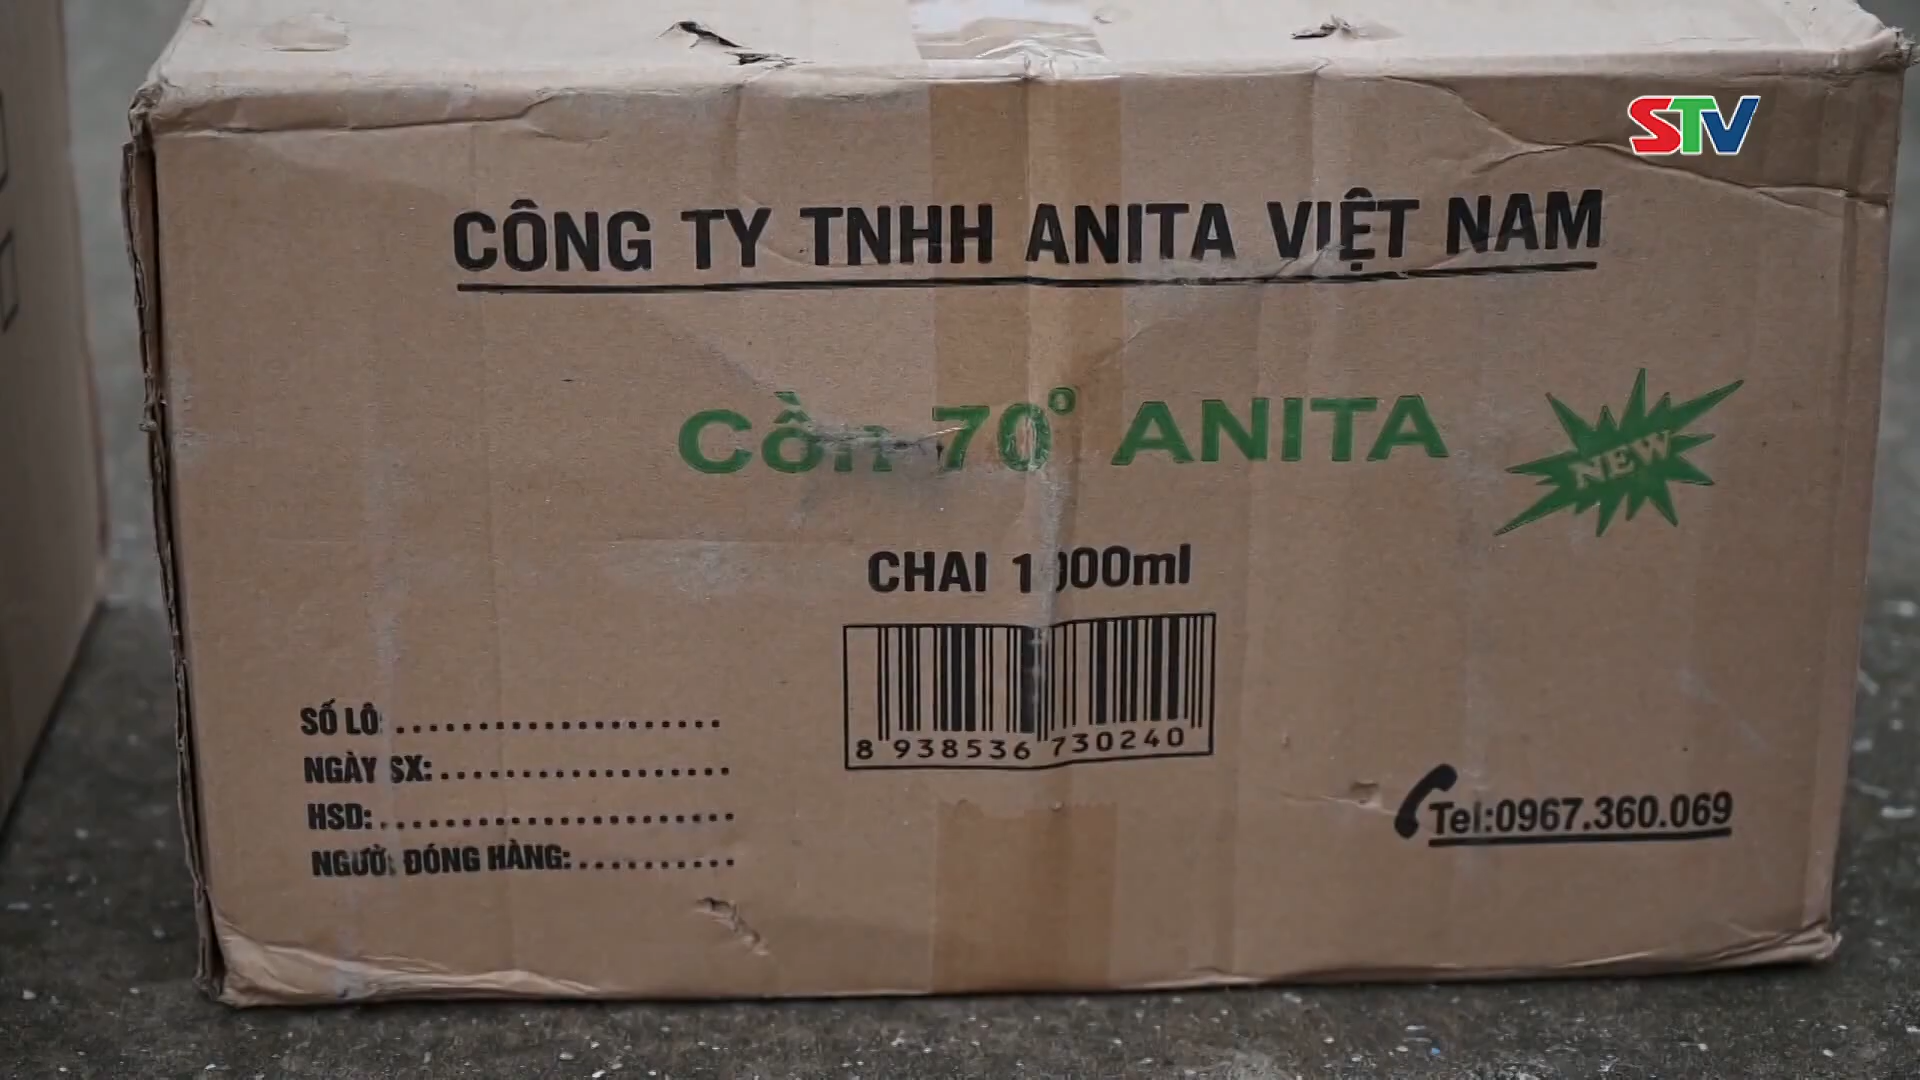 STV
CÔNG TY TNHH ANITA VIỆT NAM
Cồn 70° ANITA
NEW
CHAI 1000ml
8 938536 730240
SỐ LÔ:....................
NGÀY SX:..................
HSD:......................
NGƯỜI ĐÓNG HÀNG:..........
Tel:0967.360.069